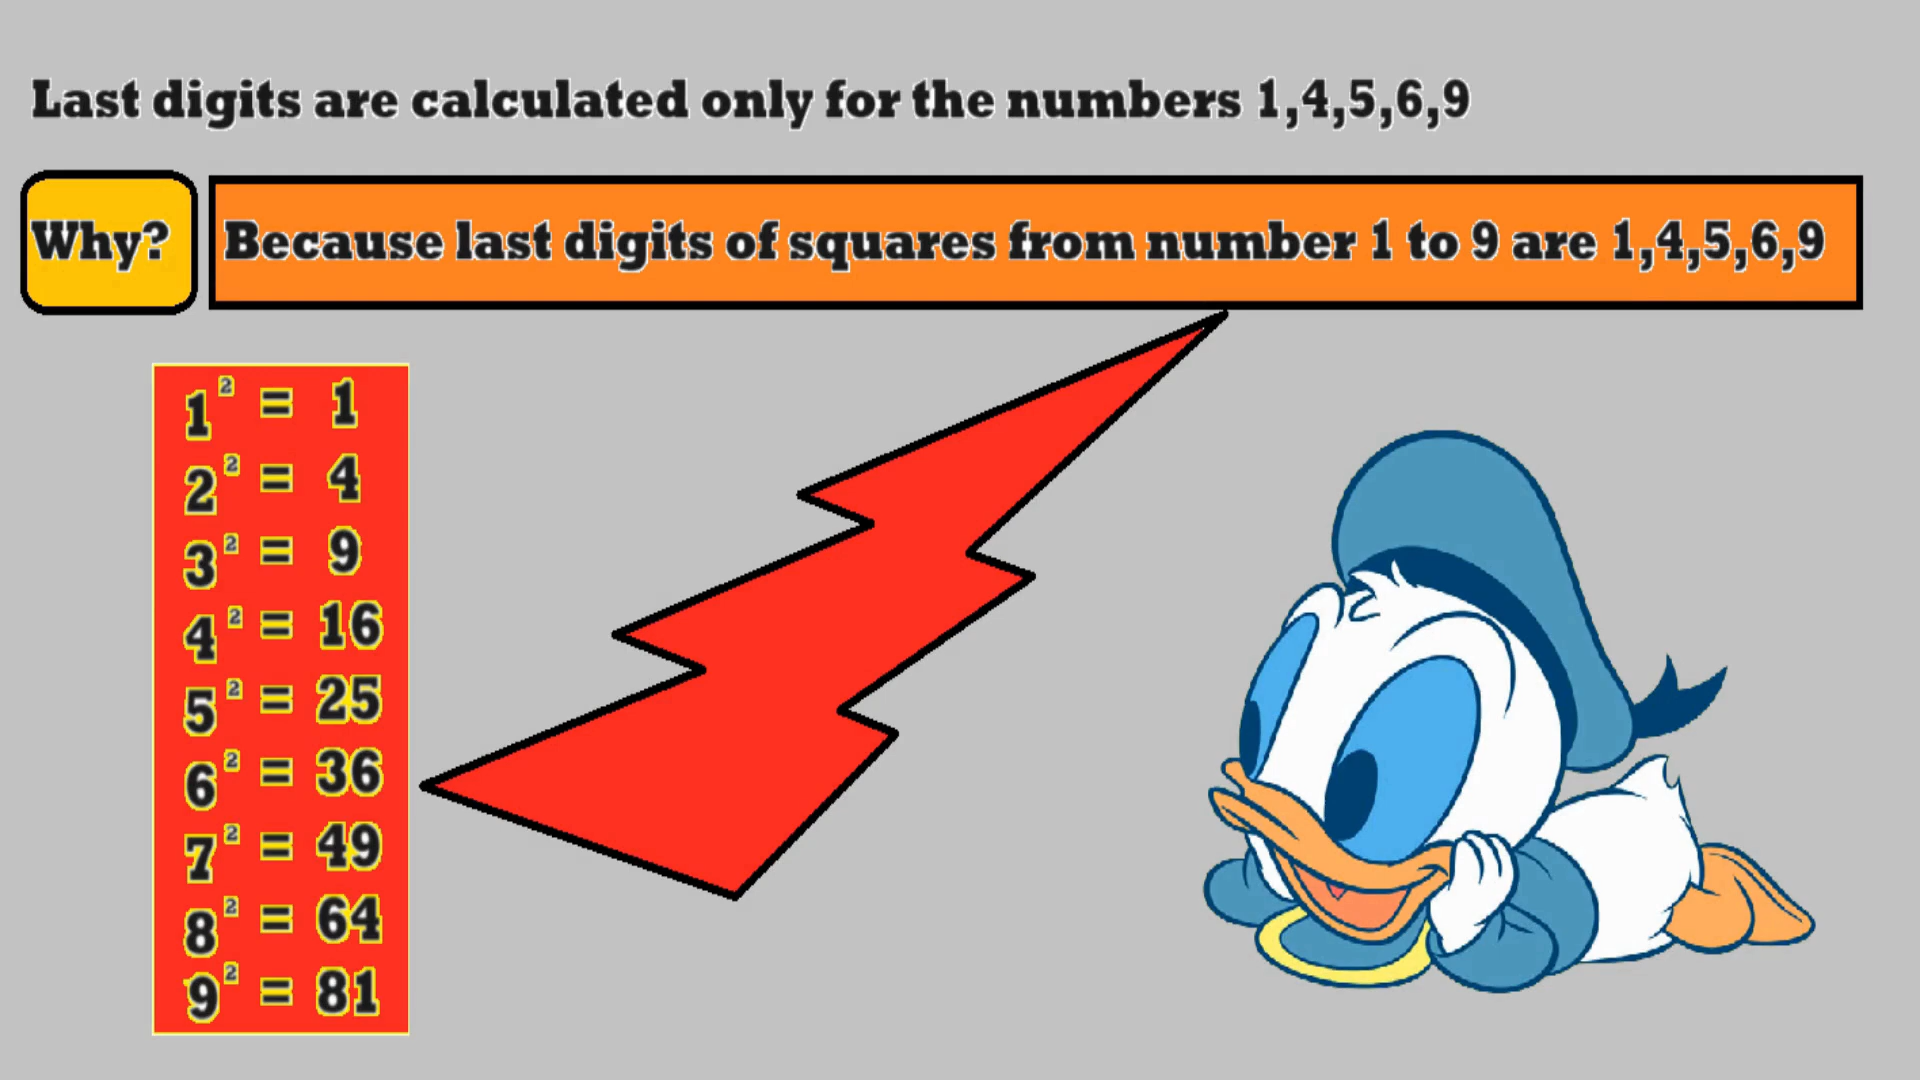 Last digits are calculated only for the numbers 1,4,5,6,9
Why?
Because last digits of squares from number 1 to 9 are 1,4,5,6,9
1² = 1
2² = 4
3² = 9
4² = 16
5² = 25
6² = 36
7² = 49
8² = 64
9² = 81